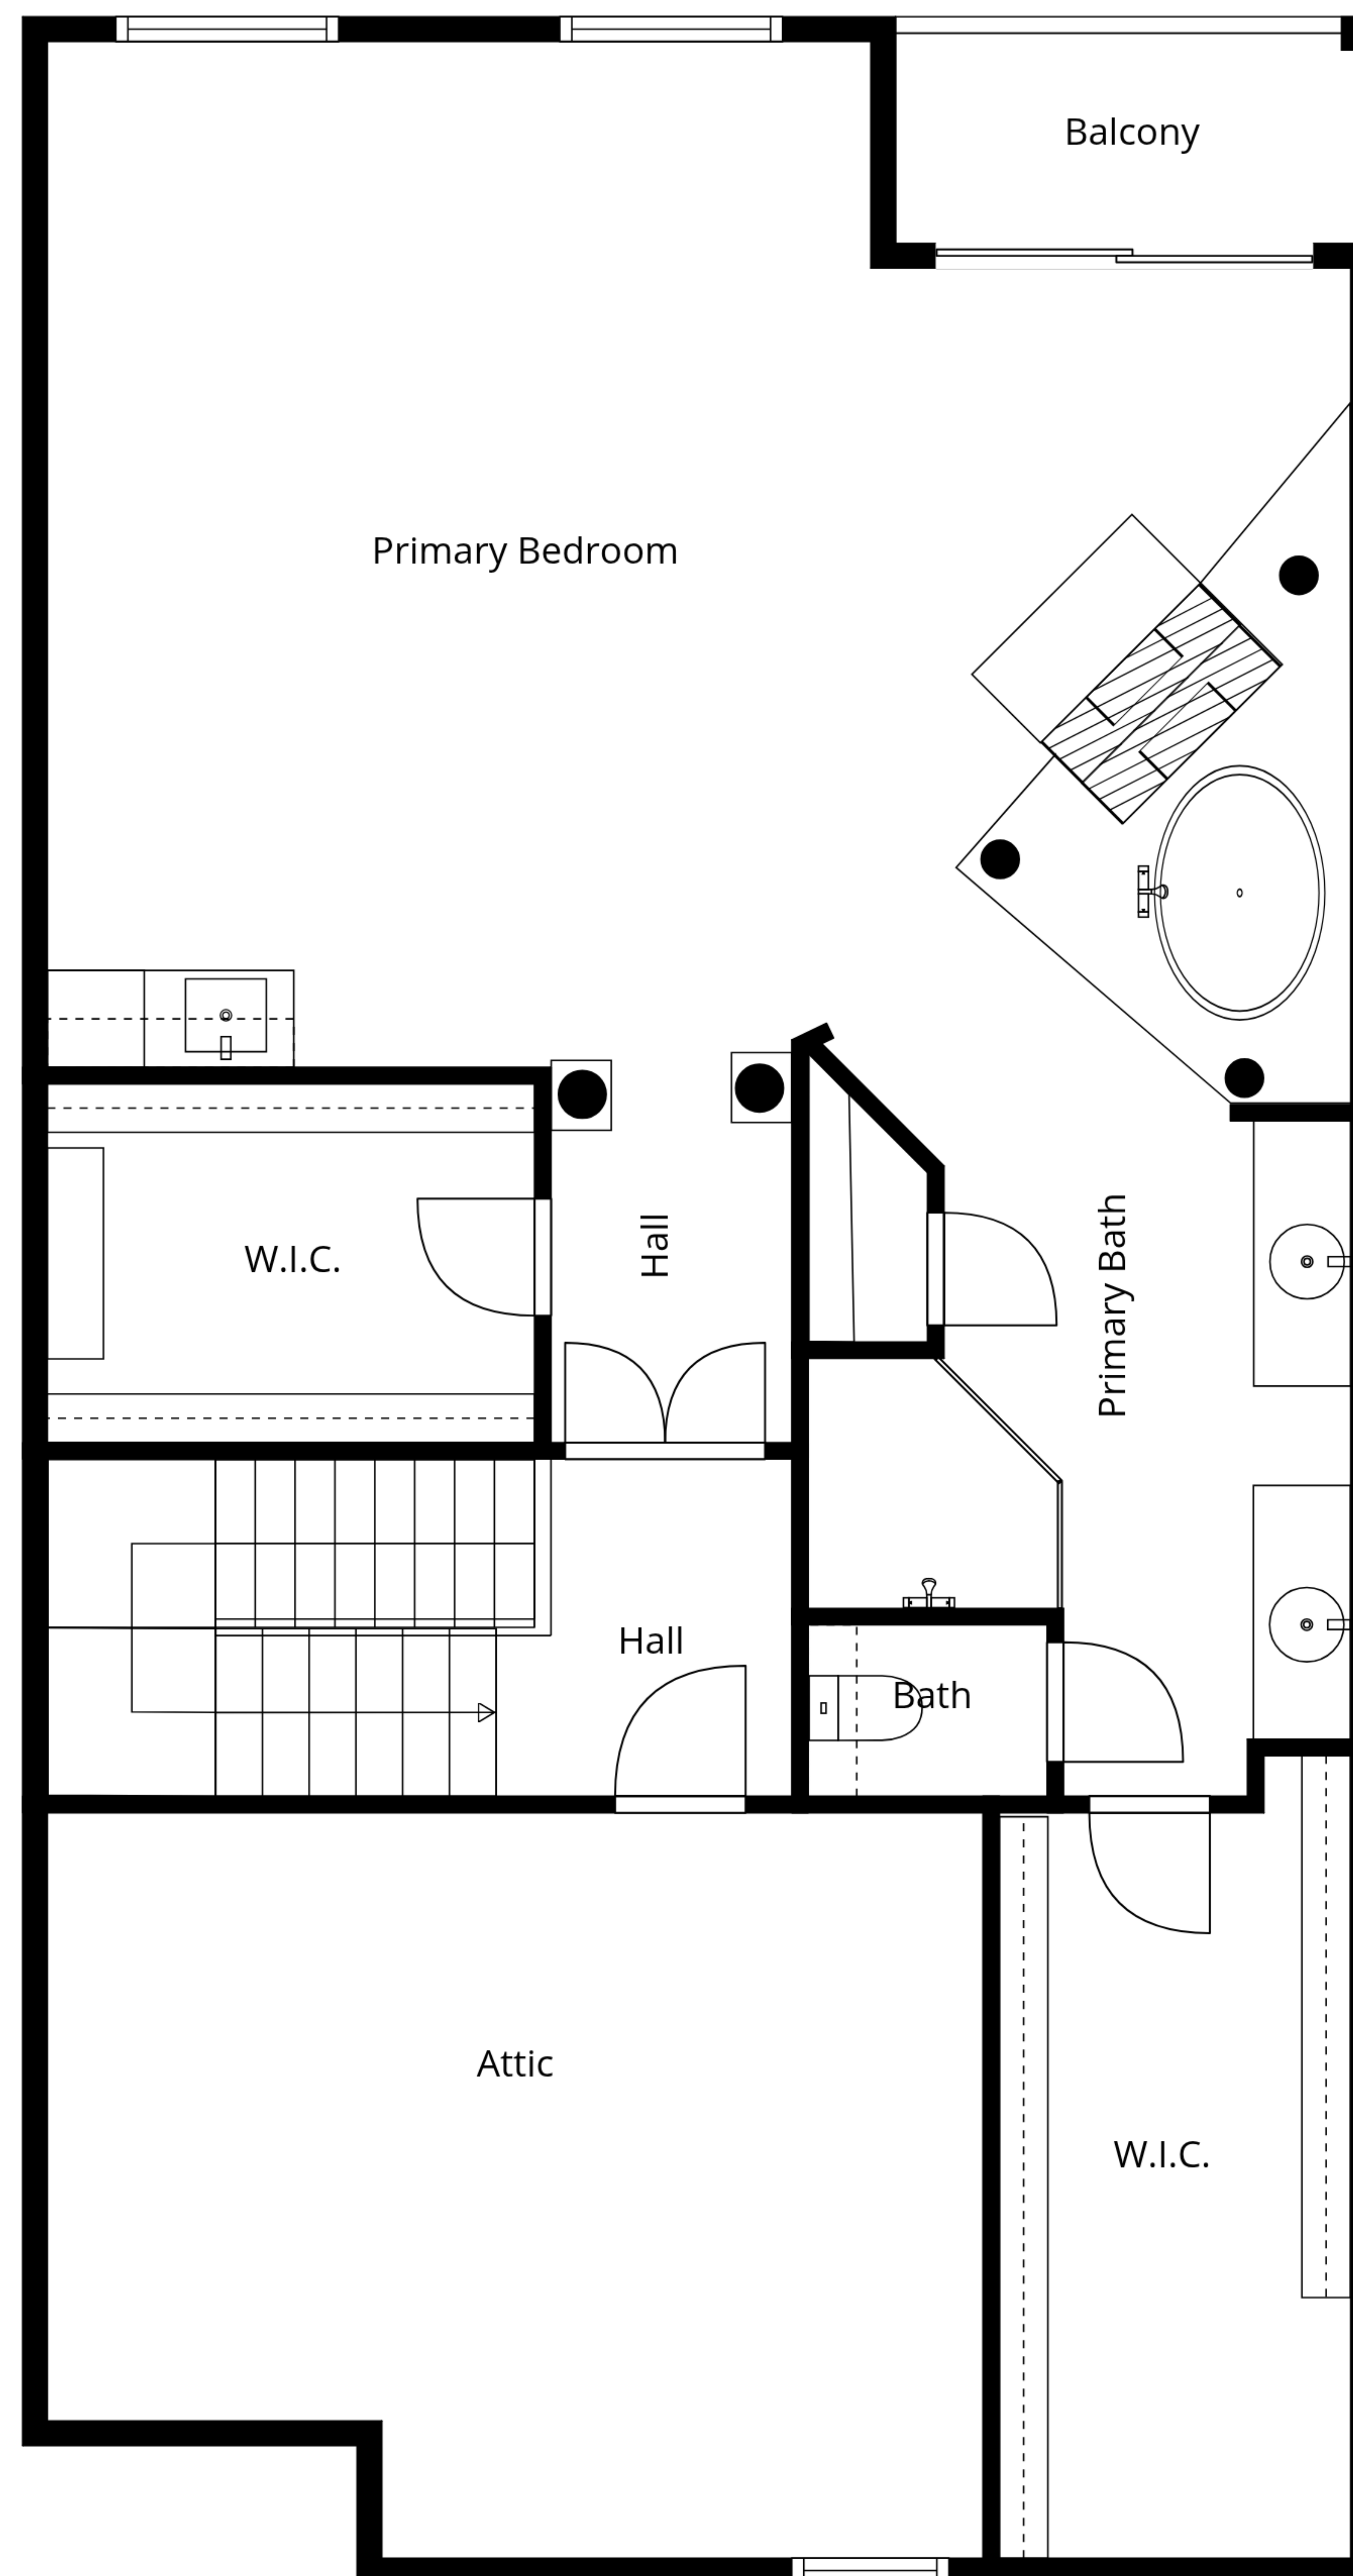 Balcony
Primary Bedroom
W.I.C.
Hall
Primary Bath
Hall
Bath
Attic
W.I.C.